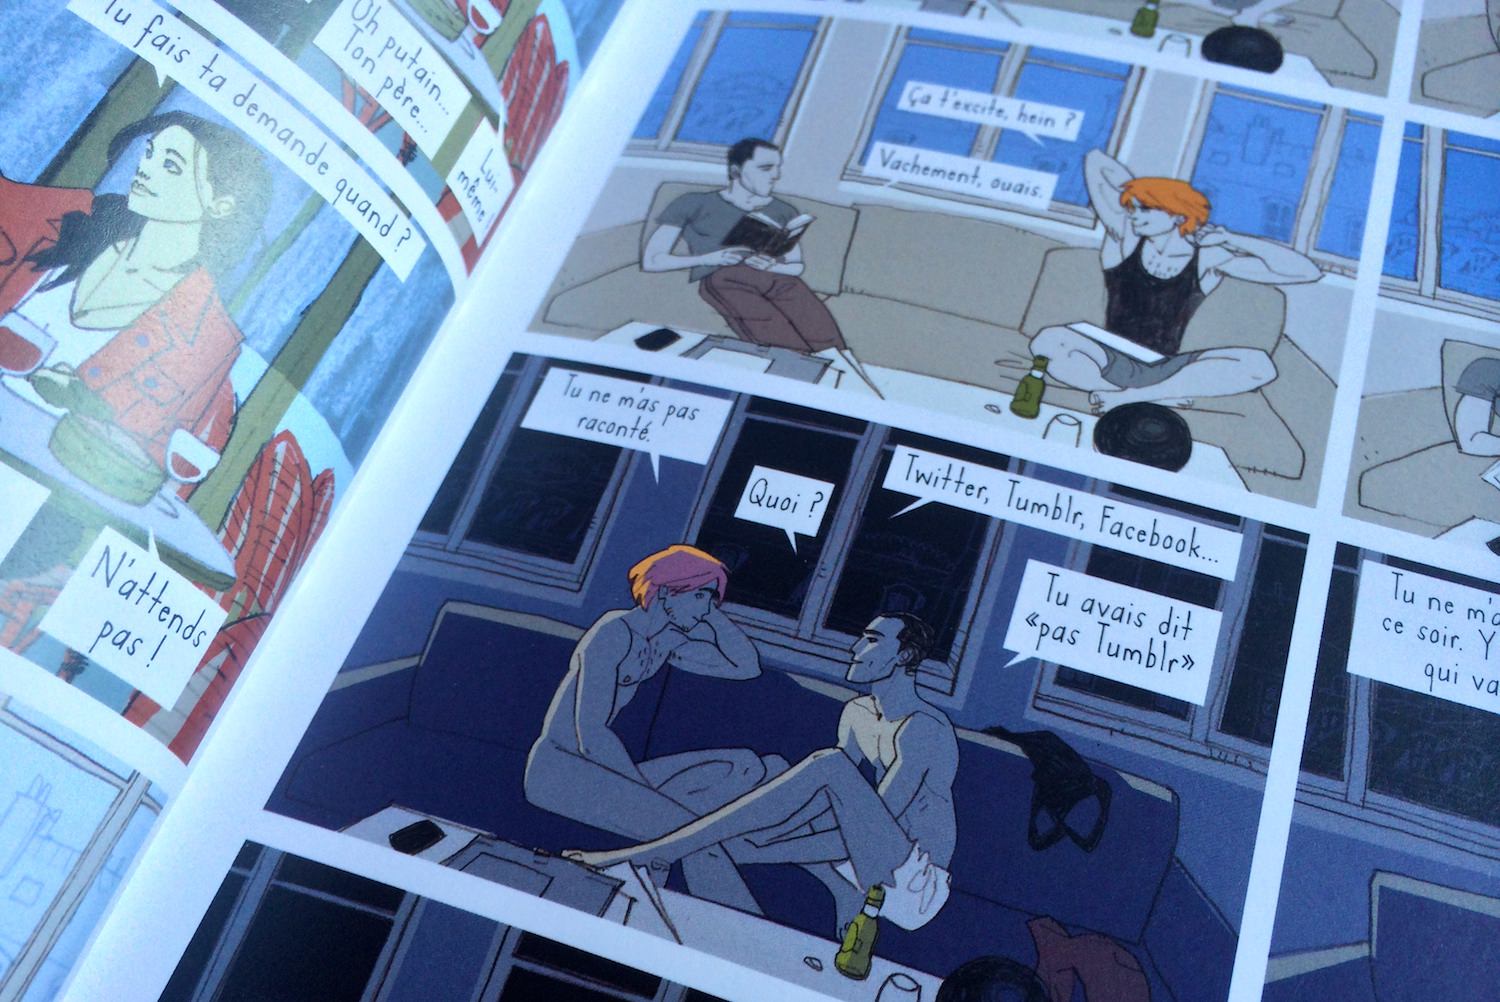 Tu fais ta demande quand ?
Oh putain...
Ton père...
Lui-
même !
N'attends
pas !
Ça t'excite, hein ?
Vachement, ouais.
Tu ne m'as pas
raconté.
Quoi ?
Twitter, Tumblr, Facebook...
Tu avais dit
«pas Tumblr»
Tu ne m'a
ce soir. Y
qui va